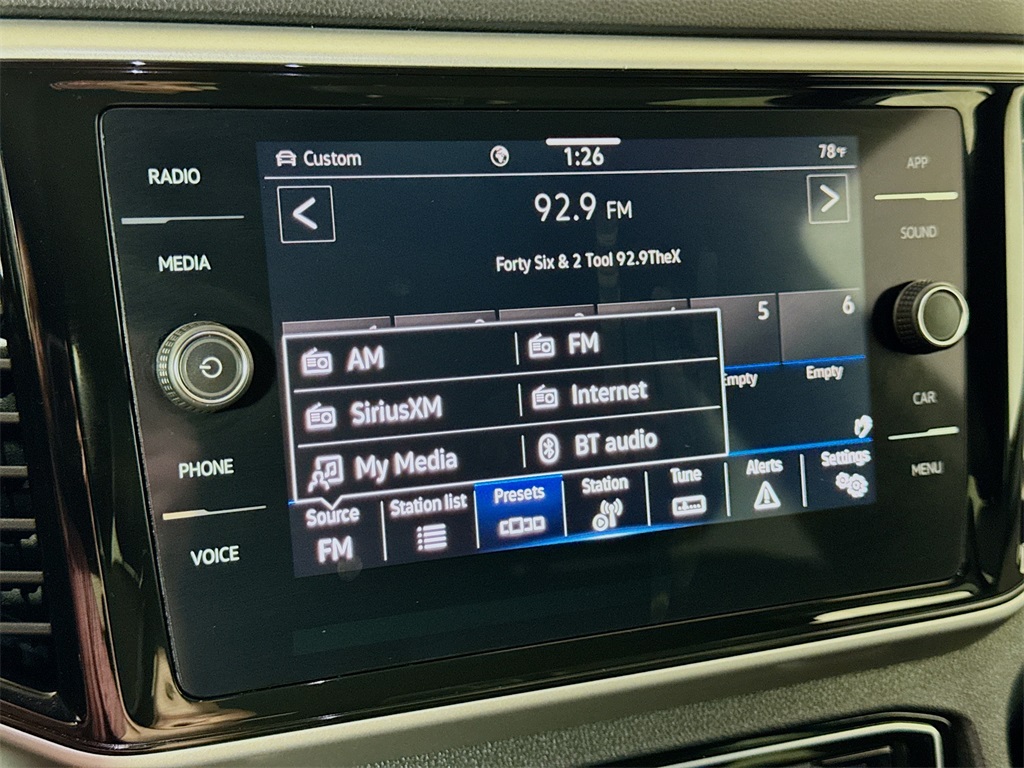 RADIO
MEDIA
PHONE
VOICE
Custom
1:26
78°F
<
92.9 FM
>
Forty Six & 2 Tool 92.9TheX
5
6
Empty
AM
FM
SiriusXM
Internet
My Media
BT audio
Source
FM
Station list
Presets
Station
Tune
Alerts
Settings
APP
SOUND
CAR
MENU